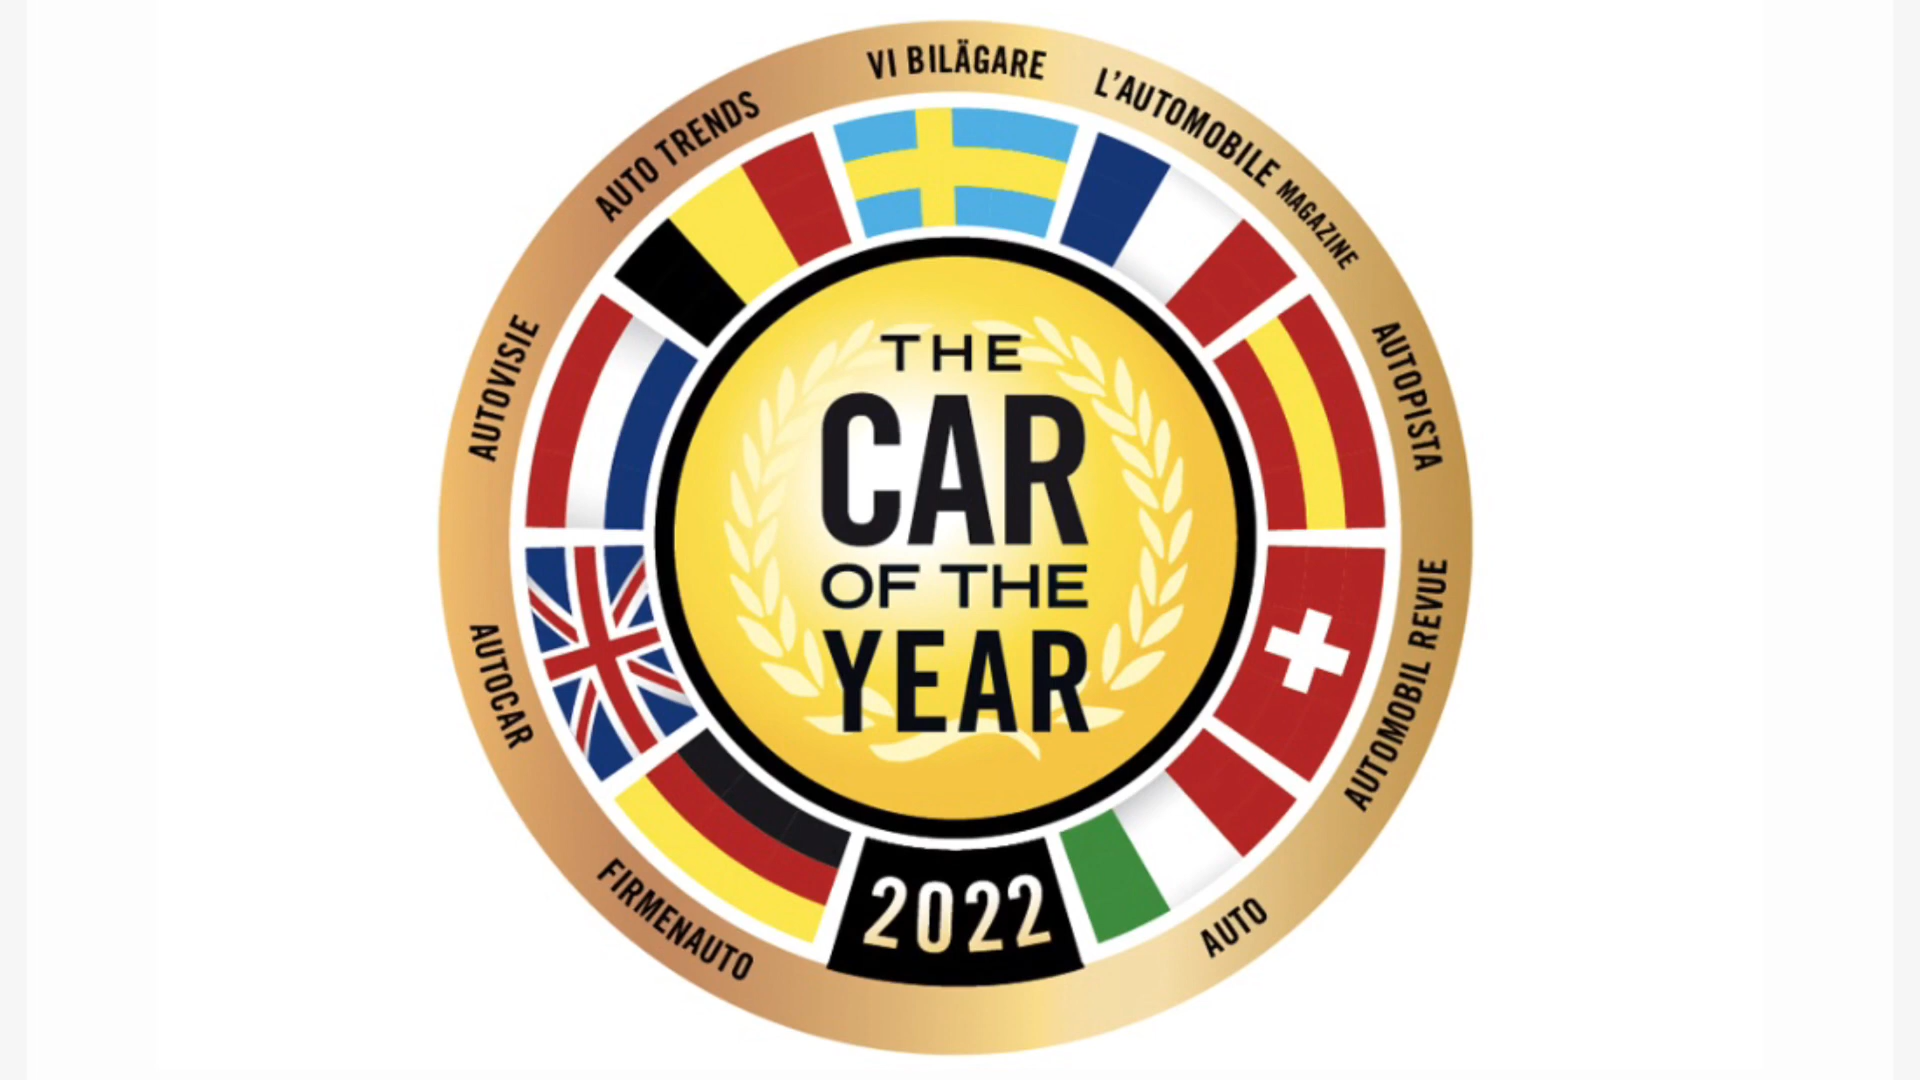 VI BILÄGARE
L'AUTOMOBILE MAGAZINE
AUTOPISTA
AUTOMOBIL REVUE
AUTO
FIRMENAUTO
AUTOCAR
AUTOVISIE
AUTO TRENDS
THE
CAR
OF THE
YEAR
2022